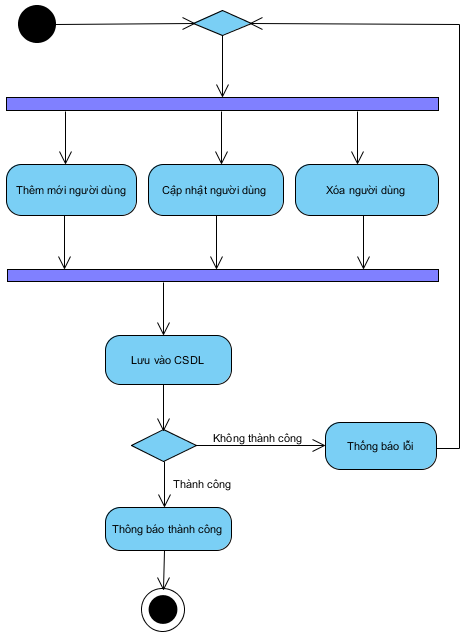 Thêm mới người dùng
Cập nhật người dùng
Xóa người dùng
Lưu vào CSDL
Không thành công
Thống báo lỗi
Thành công
Thông báo thành công